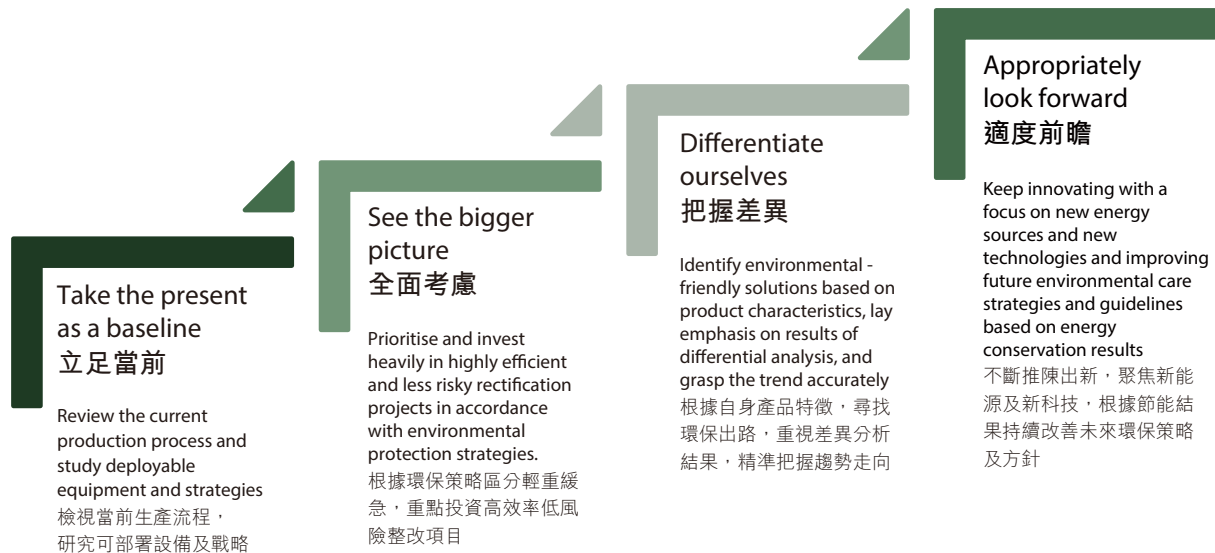 Take the present
as a baseline
立足當前
Review the current
production process and
study deployable
equipment and strategies
檢視當前生產流程，
研究可部署設備及戰略
See the bigger
picture
全面考慮
Prioritise and invest
heavily in highly efficient
and less risky rectification
projects in accordance
with environmental
protection strategies.
根據環保策略區分輕重緩
急，重點投資高效率低風
險整改項目
Differentiate
ourselves
把握差異
Identify environmental -
friendly solutions based on
product characteristics, lay
emphasis on results of
differential analysis, and
grasp the trend accurately
根據自身產品特徵，尋找
環保出路，重視差異分析
結果，精準把握趨勢走向
Appropriately
look forward
適度前瞻
Keep innovating with a
focus on new energy
sources and new
technologies and improving
future environmental care
strategies and guidelines
based on energy
conservation results
不斷推陳出新，聚焦新能
源及新科技，根據節能結
果持續改善未來環保策略
及方針